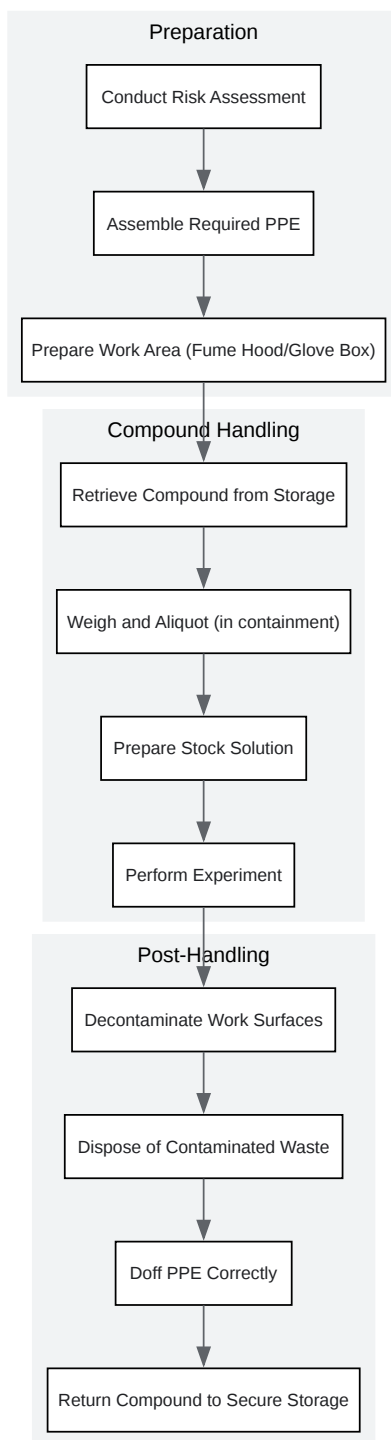 Preparation
Conduct Risk Assessment
Assemble Required PPE
Prepare Work Area (Fume Hood/Glove Box)
Compound Handling
Retrieve Compound from Storage
Weigh and Aliquot (in containment)
Prepare Stock Solution
Perform Experiment
Post-Handling
Decontaminate Work Surfaces
Dispose of Contaminated Waste
Doff PPE Correctly
Return Compound to Secure Storage